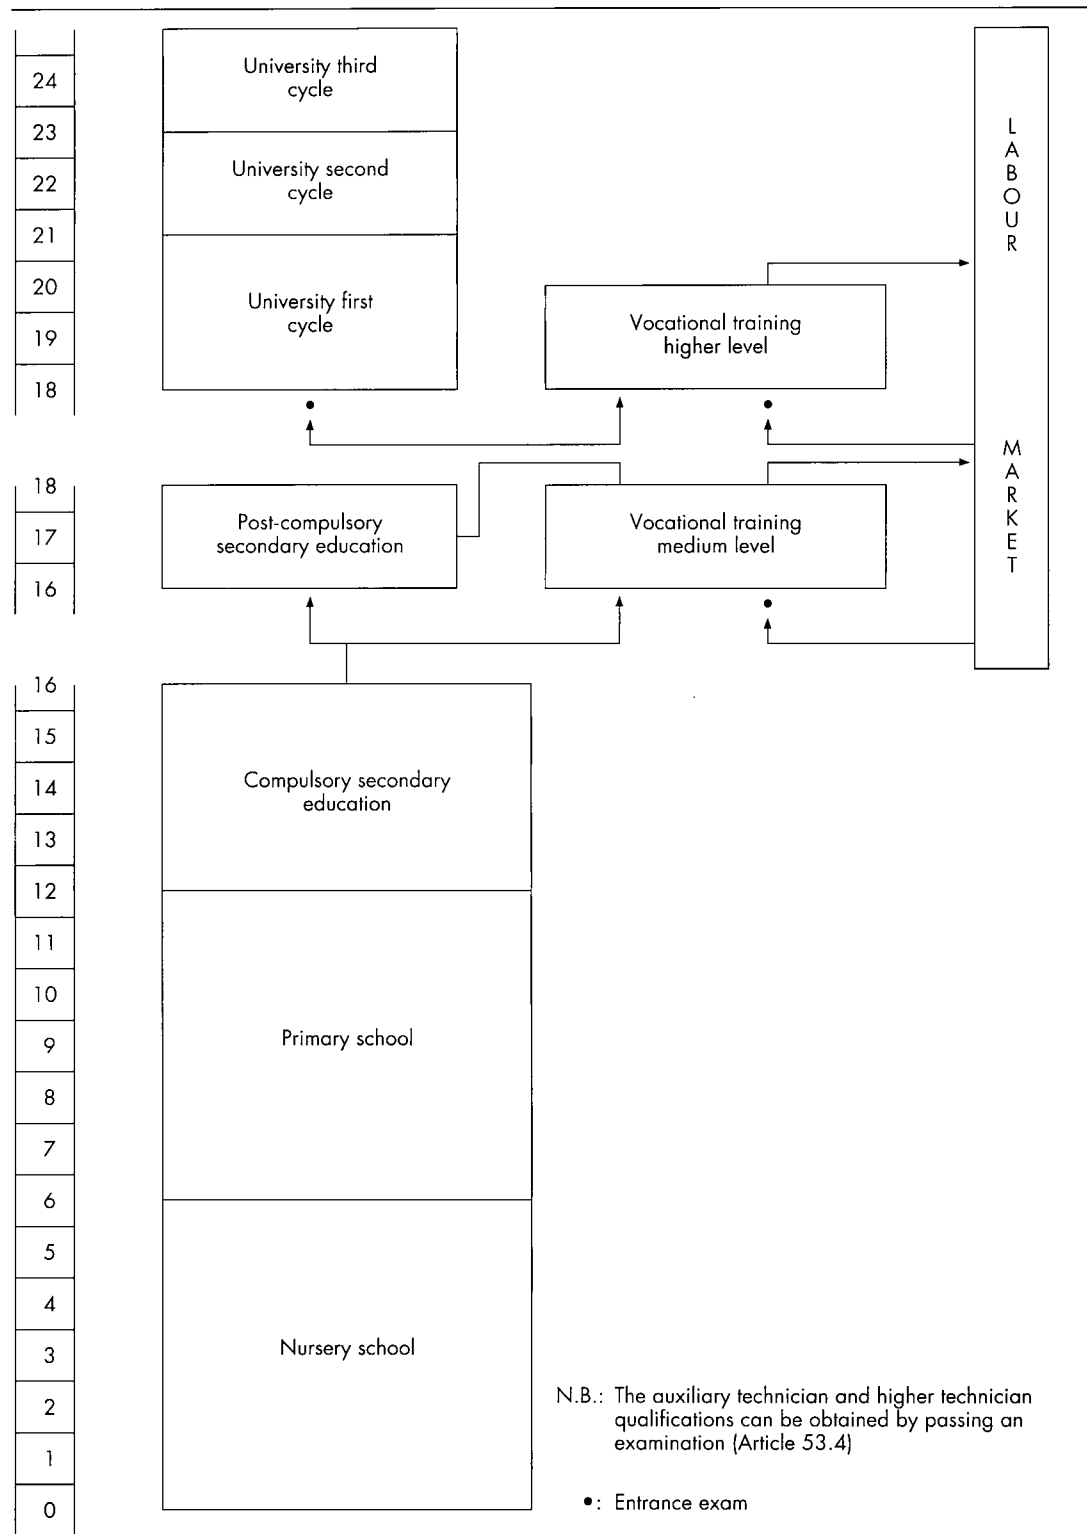 24
23
22
21
20
19
18
University third
cycle
University second
cycle
University first
cycle
Vocational training
higher level
LABOUR
MARKET
18
17
16
Post-compulsory
secondary education
Vocational training
medium level
16
15
14
13
12
11
10
9
8
7
6
5
4
3
2
1
0
Compulsory secondary
education
Primary school
Nursery school
N.B.: The auxiliary technician and higher technician
qualifications can be obtained by passing an
examination (Article 53.4)
•: Entrance exam